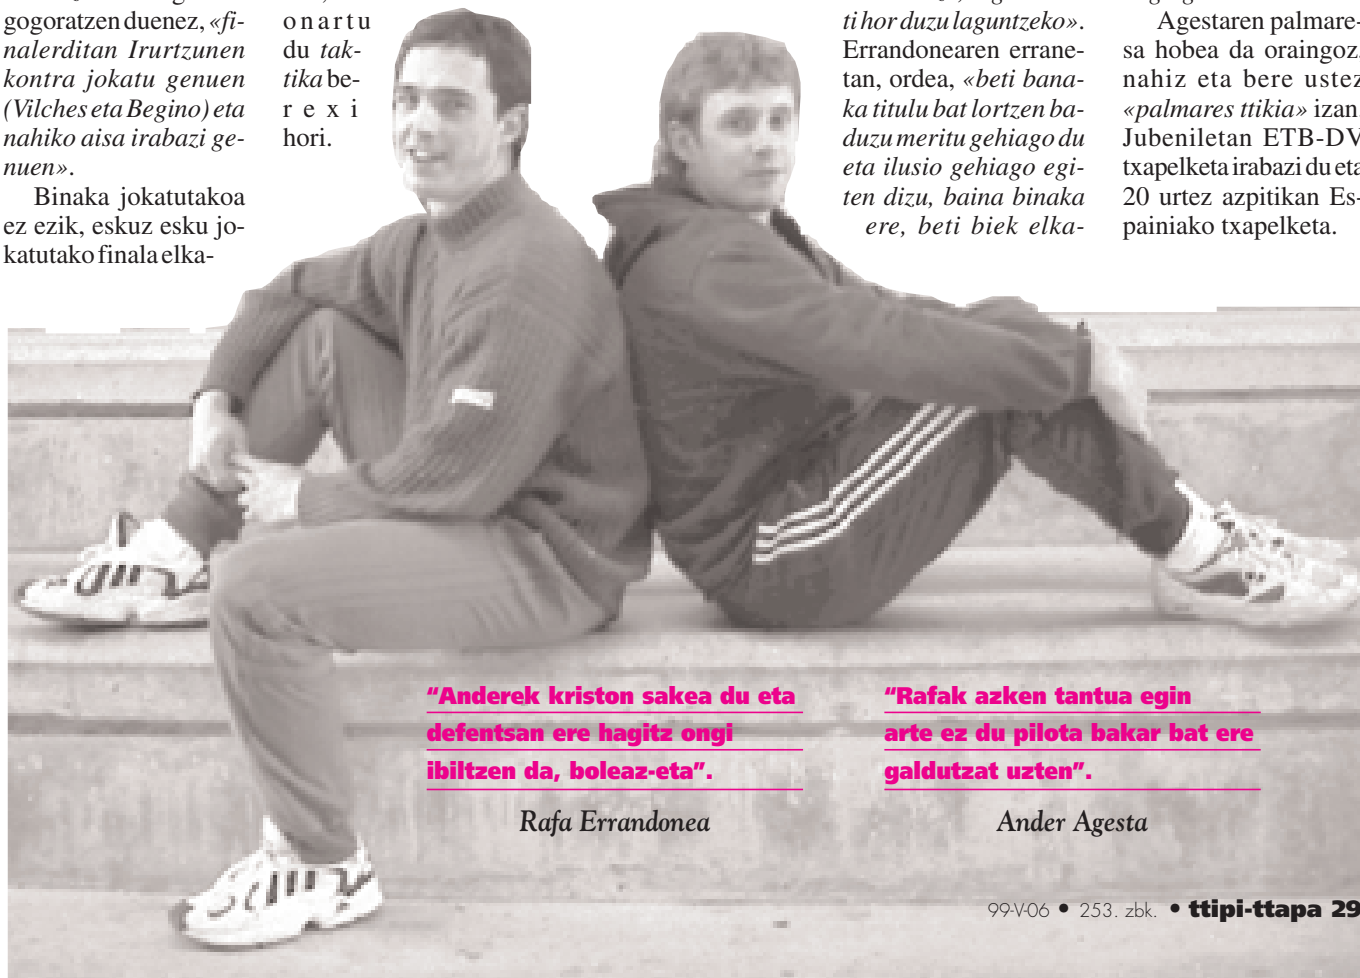 gogoratzen duenez, «fi-
nalerditan Irurtzunen
kontra jokatu genuen
(Vilches eta Begino) eta
nahiko aisa irabazi ge-
nuen».
Binaka jokatutakoa
ez ezik, eskuz esku jo-
katutako finala elka-
onartu
du tak-
tika be-
rexi
hori.
ti hor duzu laguntzeko».
Errandonearen errane-
tan, ordea, «beti bana-
ka titulu bat lortzen ba-
duzu meritu gehiago du
eta ilusio gehiago egi-
ten dizu, baina binaka
ere, beti biek elka-
Agestaren palmare-
sa hobea da oraingoz,
nahiz eta bere ustez
«palmares ttikia» izan.
Jubeniletan ETB-DV
txapelketa irabazi du eta
20 urtez azpitikan Es-
painiako txapelketa.
“Anderek kriston sakea du eta
defentsan ere hagitz ongi
ibiltzen da, boleaz-eta”.
Rafa Errandonea
“Rafak azken tantua egin
arte ez du pilota bakar bat ere
galdutzat uzten”.
Ander Agesta
99-V-06 • 253. zbk. • ttipi-ttapa 29